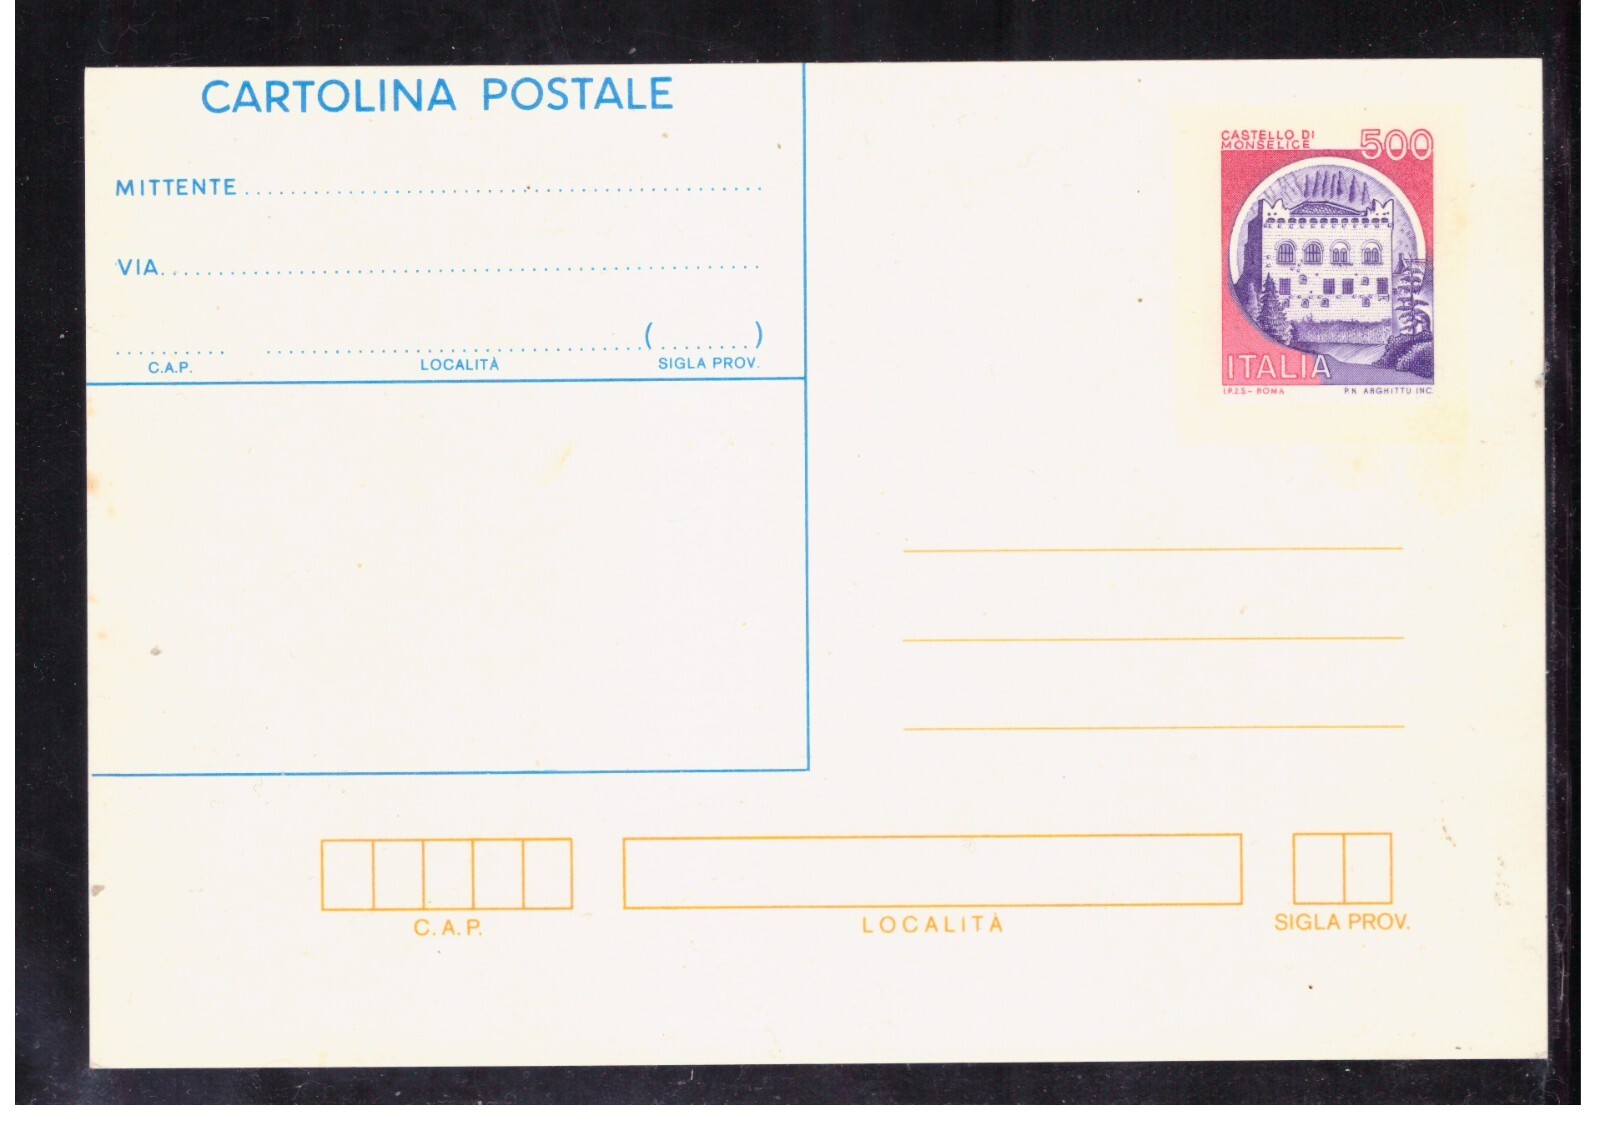 CARTOLINA POSTALE
MITTENTE
VIA
( )
C.A.P. LOCALITÀ SIGLA PROV.
CASTELLO DI
MONSELICE
500
ITALIA
I.P.Z.S - ROMA P.N. ARGHITTU INC.
C.A.P. LOCALITÀ SIGLA PROV.